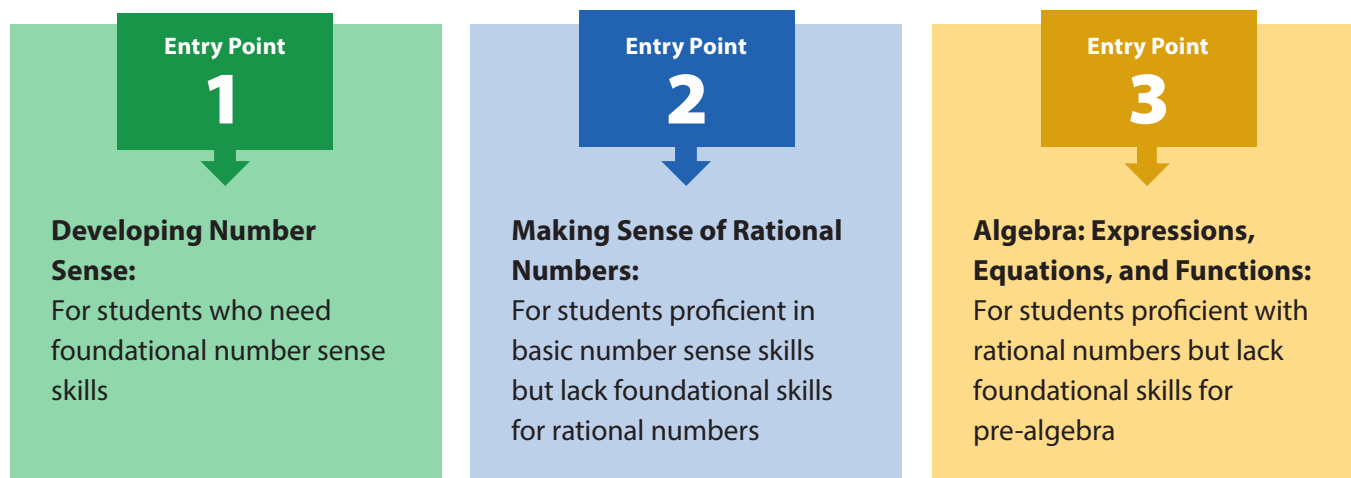 Entry Point
1
Developing Number
Sense:
For students who need
foundational number sense
skills
Entry Point
2
Making Sense of Rational
Numbers:
For students proficient in
basic number sense skills
but lack foundational skills
for rational numbers
Entry Point
3
Algebra: Expressions,
Equations, and Functions:
For students proficient with
rational numbers but lack
foundational skills for
pre-algebra